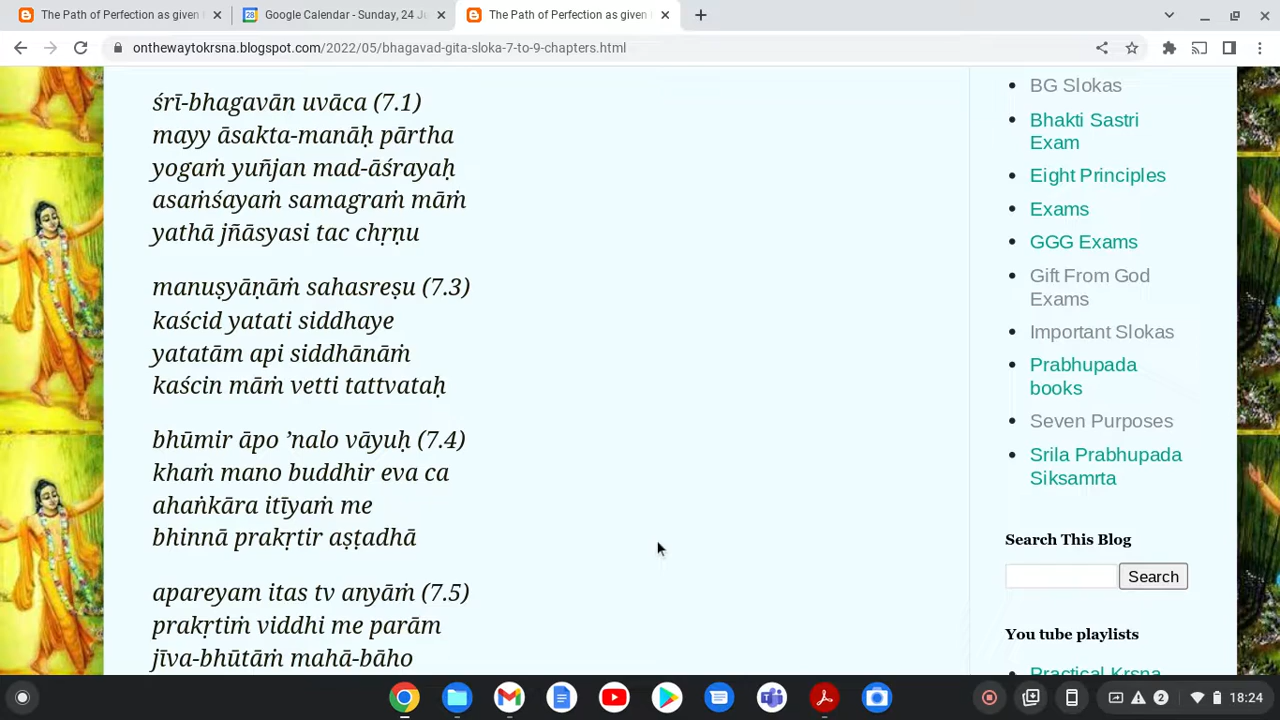 The Path of Perfection as given
Google Calendar - Sunday, 24 Ju
The Path of Perfection as given
onthewaytokrsna.blogspot.com/2022/05/bhagavad-gita-sloka-7-to-9-chapters.html
śrī-bhagavān uvāca (7.1)
mayy āsakta-manāḥ pārtha
yogaṁ yuñjan mad-āśrayaḥ
asaṁśayaṁ samagraṁ māṁ
yathā jñāsyasi tac chṛṇu
manuṣyāṇāṁ sahasreṣu (7.3)
kaścid yatati siddhaye
yatatām api siddhānāṁ
kaścin māṁ vetti tattvataḥ
bhūmir āpo ’nalo vāyuḥ (7.4)
khaṁ mano buddhir eva ca
ahaṅkāra itīyaṁ me
bhinnā prakṛtir aṣṭadhā
apareyam itas tv anyāṁ (7.5)
prakṛtiṁ viddhi me parām
jīva-bhūtāṁ mahā-bāho
BG Slokas
Bhakti Sastri
Exam
Eight Principles
Exams
GGG Exams
Gift From God
Exams
Important Slokas
Prabhupada
books
Seven Purposes
Srila Prabhupada
Siksamrta
Search This Blog
Search
You tube playlists
Practical Krsna
28
2
18:24